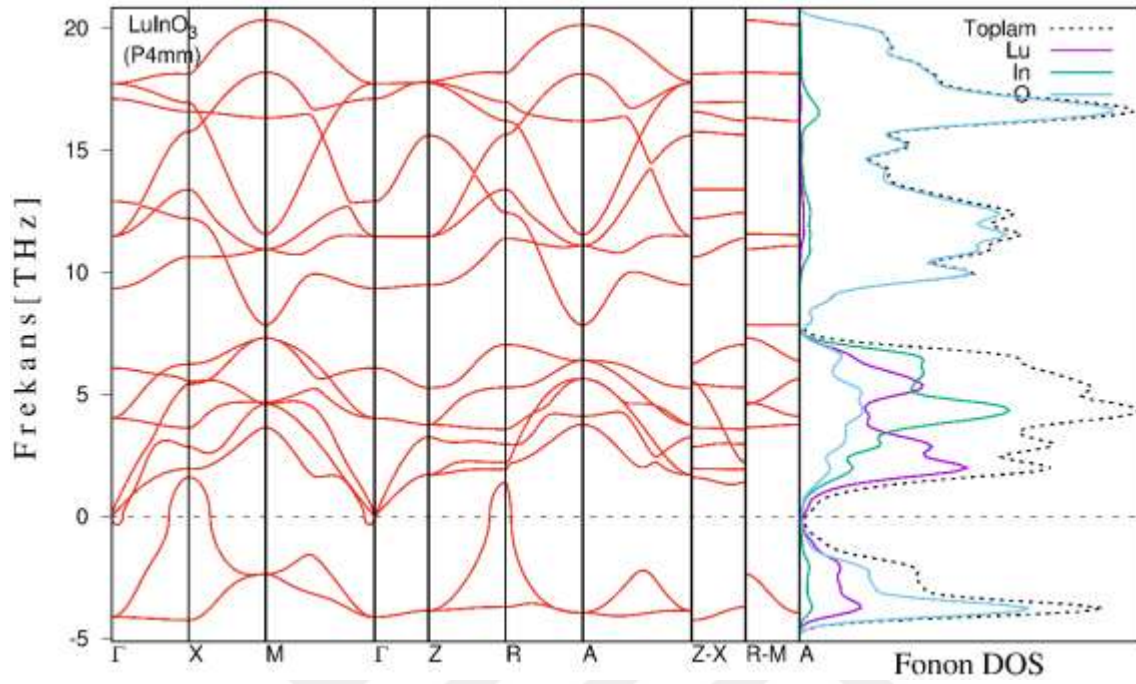 LuInO₃
(P4mm)
Frekans[THz]
20
15
10
5
0
-5
Γ X M Γ Z R A Z-X R-M A
Toplam
Lu
In
O
Fonon DOS